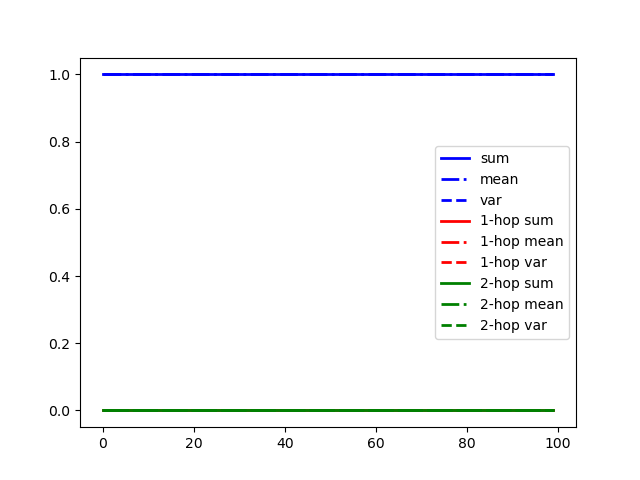 1.0
0.8
0.6
0.4
0.2
0.0
0 20 40 60 80 100
sum
mean
var
1-hop sum
1-hop mean
1-hop var
2-hop sum
2-hop mean
2-hop var